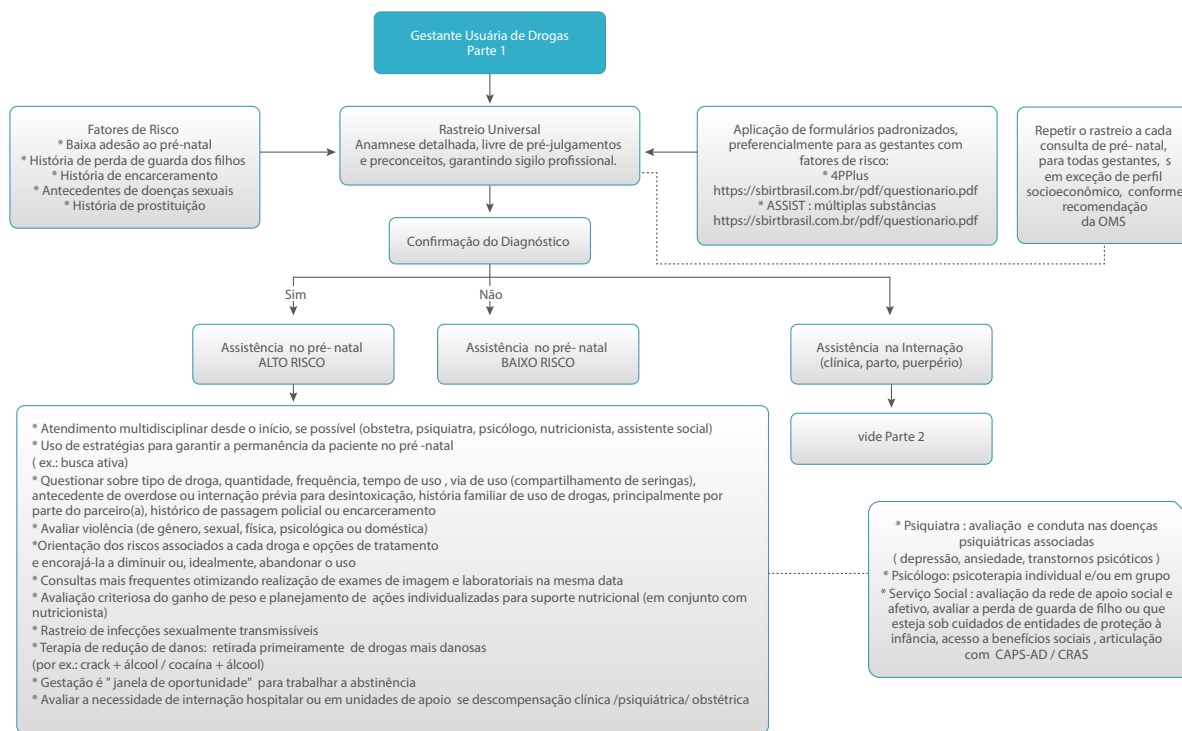 Gestante Usuária de Drogas
Parte 1
Fatores de Risco
* Baixa adesão ao pré-natal
* História de perda de guarda dos filhos
* História de encarceramento
* Antecedentes de doenças sexuais
* História de prostituição
Rastreio Universal
Anamnese detalhada, livre de pré-julgamentos
e preconceitos, garantindo sigilo profissional.
Aplicação de formulários padronizados,
preferencialmente para as gestantes com
fatores de risco:
* 4PPlus
https://sbirtbrasil.com.br/pdf/questionario.pdf
* ASSIST : múltiplas substâncias
https://sbirtbrasil.com.br/pdf/questionario.pdf
Repetir o rastreio a cada
consulta de pré- natal,
para todas gestantes, s
em exceção de perfil
socioeconômico, conforme
recomendação
da OMS
Confirmação do Diagnóstico
Sim
Não
Assistência no pré- natal
ALTO RISCO
Assistência no pré- natal
BAIXO RISCO
Assistência na Internação
(clínica, parto, puerpério)
vide Parte 2
* Atendimento multidisciplinar desde o início, se possível (obstetra, psiquiatra, psicólogo, nutricionista, assistente social)
* Uso de estratégias para garantir a permanência da paciente no pré -natal
( ex.: busca ativa)
* Questionar sobre tipo de droga, quantidade, frequência, tempo de uso , via de uso (compartilhamento de seringas),
antecedente de overdose ou internação prévia para desintoxicação, história familiar de uso de drogas, principalmente por
parte do parceiro(a), histórico de passagem policial ou encarceramento
* Avaliar violência (de gênero, sexual, física, psicológica ou doméstica)
*Orientação dos riscos associados a cada droga e opções de tratamento
e encorajá-la a diminuir ou, idealmente, abandonar o uso
* Consultas mais frequentes otimizando realização de exames de imagem e laboratoriais na mesma data
* Avaliação criteriosa do ganho de peso e planejamento de ações individualizadas para suporte nutricional (em conjunto com
nutricionista)
* Rastreio de infecções sexualmente transmissíveis
* Terapia de redução de danos: retirada primeiramente de drogas mais danosas
(por ex.: crack + álcool / cocaína + álcool)
* Gestação é " janela de oportunidade" para trabalhar a abstinência
* Avaliar a necessidade de internação hospitalar ou em unidades de apoio se descompensação clínica /psiquiátrica/ obstétrica
* Psiquiatra : avaliação e conduta nas doenças
psiquiátricas associadas
( depressão, ansiedade, transtornos psicóticos )
* Psicólogo: psicoterapia individual e/ou em grupo
* Serviço Social : avaliação da rede de apoio social e
afetivo, avaliar a perda de guarda de filho ou que
esteja sob cuidados de entidades de proteção à
infância, acesso a benefícios sociais , articulação
com CAPS-AD / CRAS